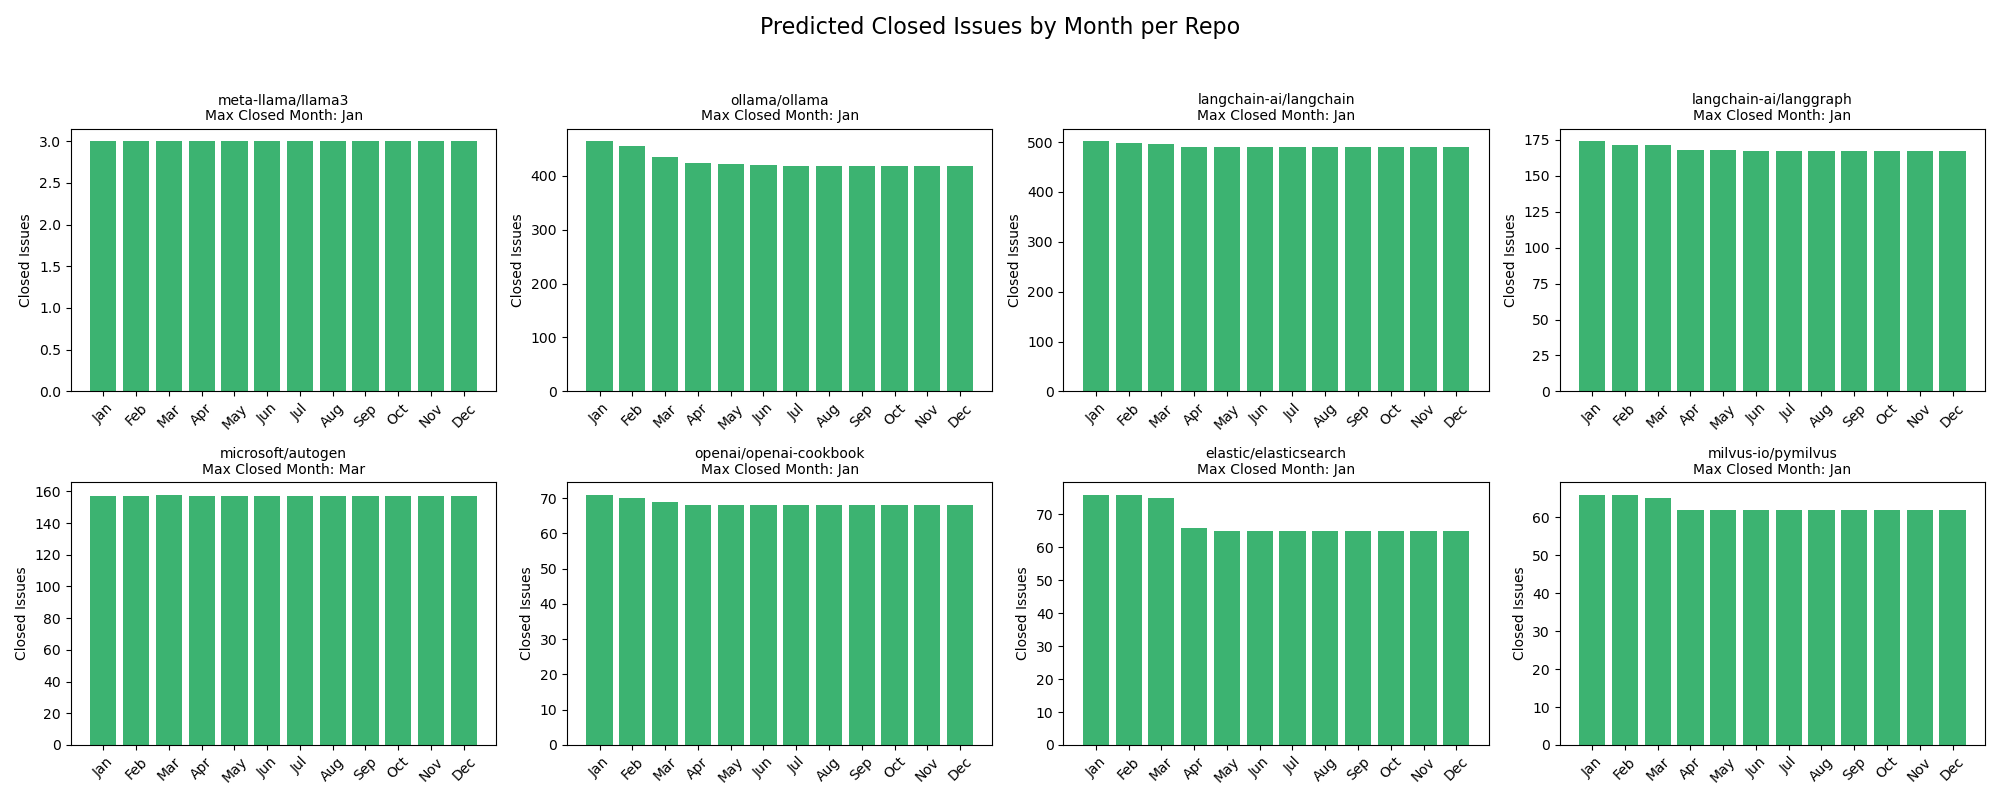 Predicted Closed Issues by Month per Repo
meta-llama/llama3
Max Closed Month: Jan
Closed Issues
3.0
2.5
2.0
1.5
1.0
0.5
0.0
Jan Feb Mar Apr May Jun Jul Aug Sep Oct Nov Dec
ollama/ollama
Max Closed Month: Jan
Closed Issues
400
300
200
100
0
Jan Feb Mar Apr May Jun Jul Aug Sep Oct Nov Dec
langchain-ai/langchain
Max Closed Month: Jan
Closed Issues
500
400
300
200
100
0
Jan Feb Mar Apr May Jun Jul Aug Sep Oct Nov Dec
langchain-ai/langgraph
Max Closed Month: Jan
Closed Issues
175
150
125
100
75
50
25
0
Jan Feb Mar Apr May Jun Jul Aug Sep Oct Nov Dec
microsoft/autogen
Max Closed Month: Mar
Closed Issues
160
140
120
100
80
60
40
20
0
Jan Feb Mar Apr May Jun Jul Aug Sep Oct Nov Dec
openai/openai-cookbook
Max Closed Month: Jan
Closed Issues
70
60
50
40
30
20
10
0
Jan Feb Mar Apr May Jun Jul Aug Sep Oct Nov Dec
elastic/elasticsearch
Max Closed Month: Jan
Closed Issues
70
60
50
40
30
20
10
0
Jan Feb Mar Apr May Jun Jul Aug Sep Oct Nov Dec
milvus-io/pymilvus
Max Closed Month: Jan
Closed Issues
60
50
40
30
20
10
0
Jan Feb Mar Apr May Jun Jul Aug Sep Oct Nov Dec